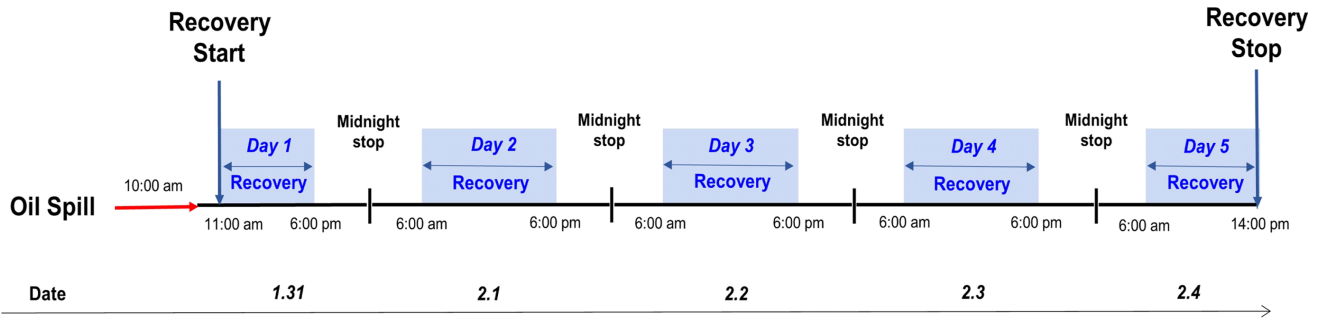 Recovery
Start
Recovery
Stop
Midnight
stop
Midnight
stop
Midnight
stop
Midnight
stop
Day 1
Recovery
Day 2
Recovery
Day 3
Recovery
Day 4
Recovery
Day 5
Recovery
10:00 am
Oil Spill
11:00 am 6:00 pm 6:00 am 6:00 pm 6:00 am 6:00 pm 6:00 am 6:00 pm 6:00 am 14:00 pm
Date 1.31 2.1 2.2 2.3 2.4